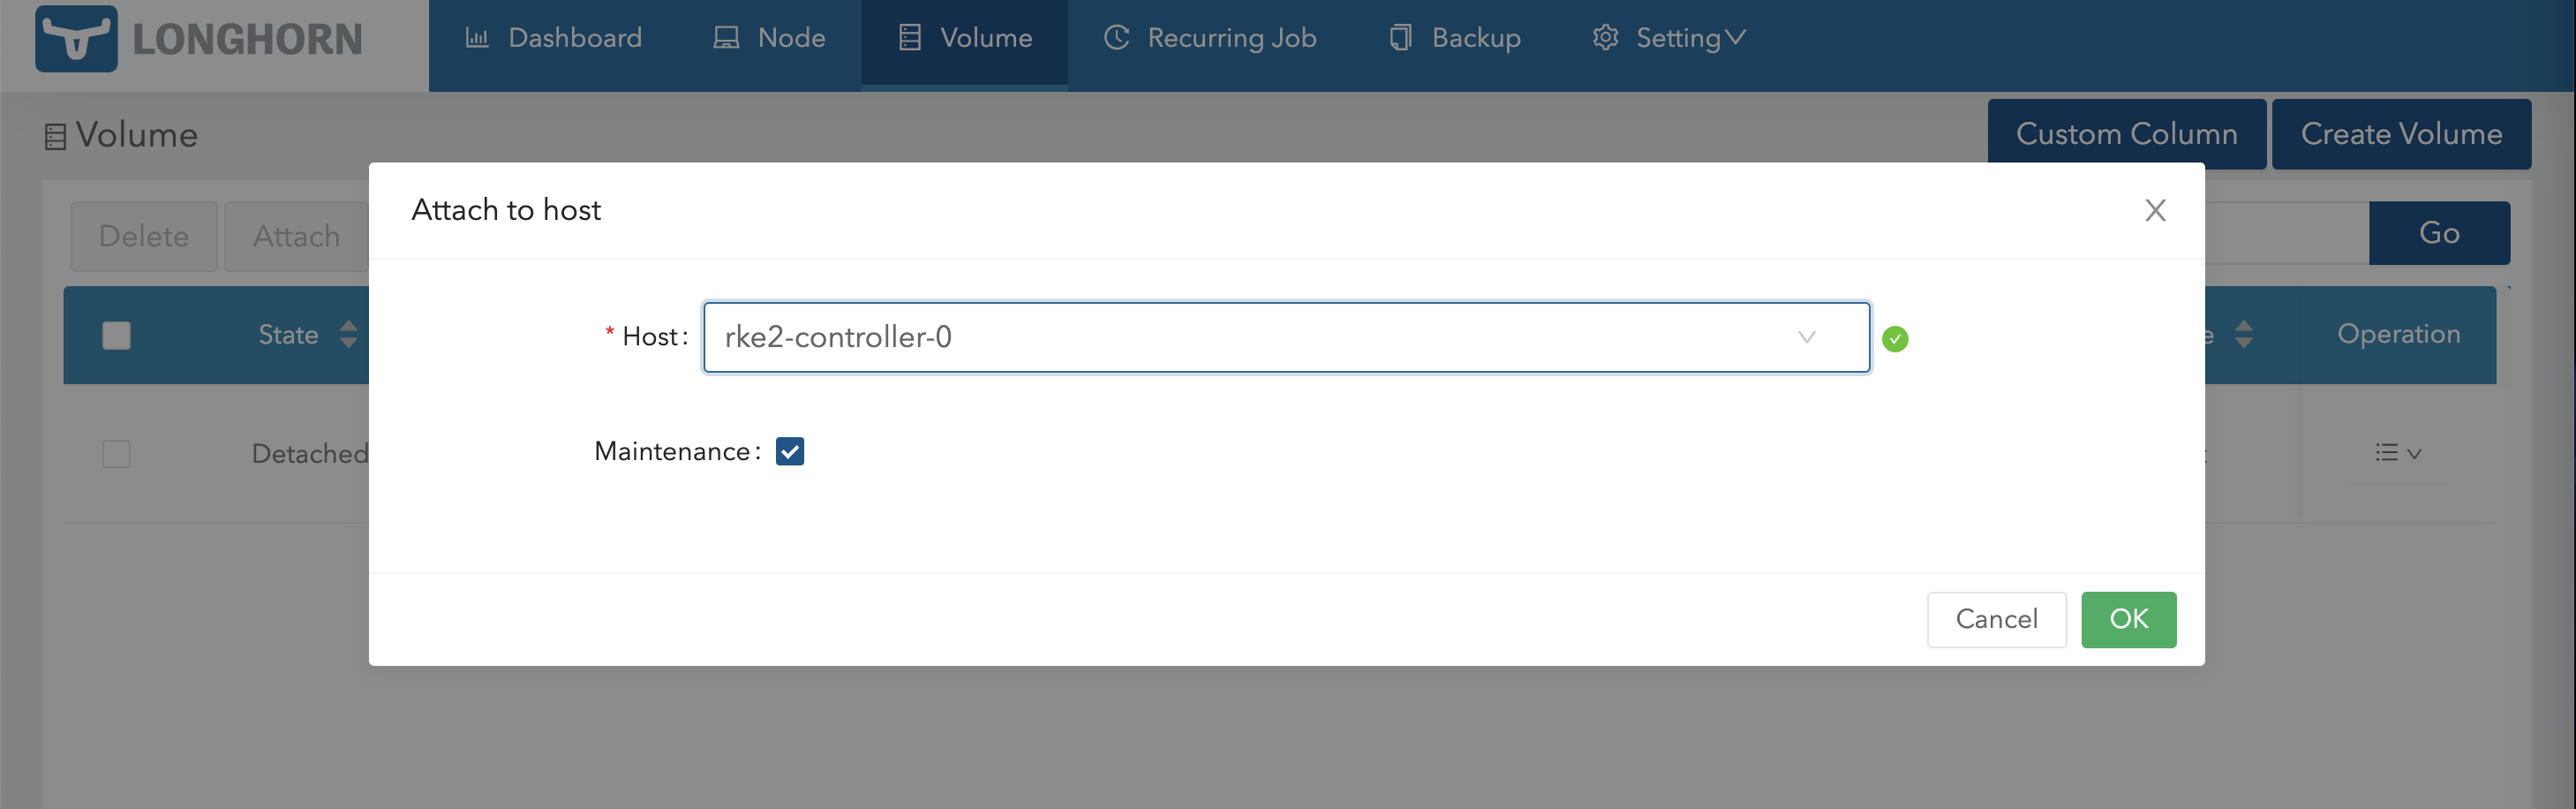 LONGHORN
Dashboard
Node
Volume
Recurring Job
Backup
Setting
Volume
Custom Column
Create Volume
Attach to host
Delete
Attach
Go
* Host:
rke2-controller-0
State
e
Operation
Maintenance:
Detached
Cancel
OK